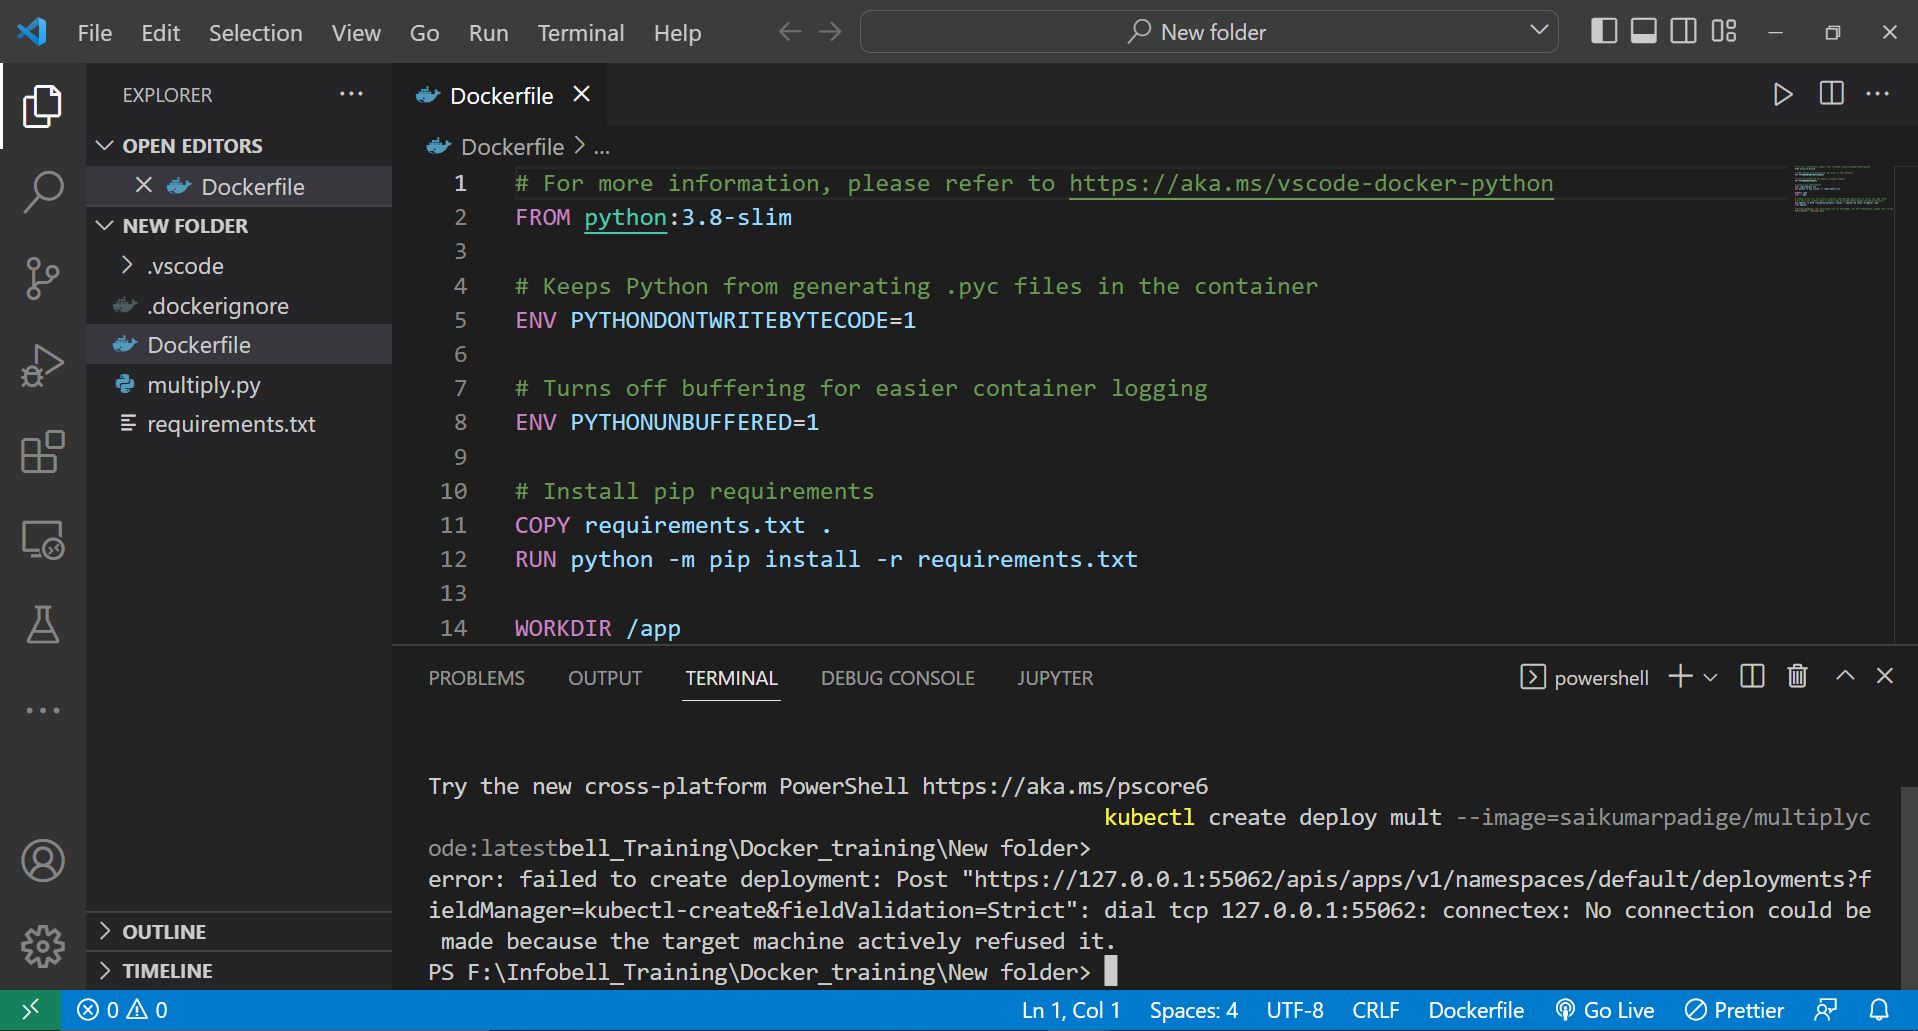 File Edit Selection View Go Run Terminal Help New folder
EXPLORER
OPEN EDITORS
Dockerfile
NEW FOLDER
.vscode
.dockerignore
Dockerfile
multiply.py
requirements.txt
OUTLINE
TIMELINE
Dockerfile
Dockerfile > ...
1 # For more information, please refer to https://aka.ms/vscode-docker-python
2 FROM python:3.8-slim
3
4 # Keeps Python from generating .pyc files in the container
5 ENV PYTHONDONTWRITEBYTECODE=1
6
7 # Turns off buffering for easier container logging
8 ENV PYTHONUNBUFFERED=1
9
10 # Install pip requirements
11 COPY requirements.txt .
12 RUN python -m pip install -r requirements.txt
13
14 WORKDIR /app
PROBLEMS OUTPUT TERMINAL DEBUG CONSOLE JUPYTER powershell
Try the new cross-platform PowerShell https://aka.ms/pscore6
kubectl create deploy mult --image=saikumarpadige/multiplyc
ode:latestbell_Training\Docker_training\New folder>
error: failed to create deployment: Post "https://127.0.0.1:55062/apis/apps/v1/namespaces/default/deployments?f
ieldManager=kubectl-create&fieldValidation=Strict": dial tcp 127.0.0.1:55062: connectex: No connection could be
made because the target machine actively refused it.
PS F:\Infobell_Training\Docker_training\New folder>
0 0 Ln 1, Col 1 Spaces: 4 UTF-8 CRLF Dockerfile Go Live Prettier